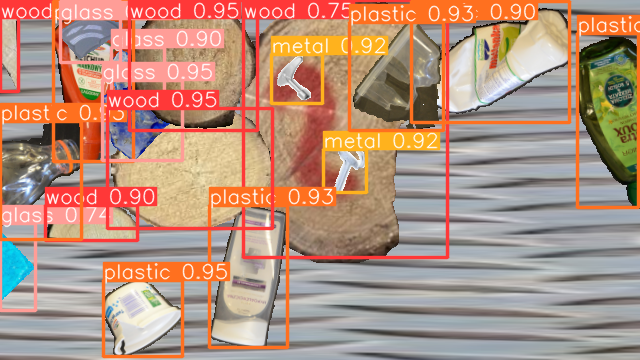 wood
glass
wood 0.95
wood 0.75
plastic 0.93
0.90
plastic
glass 0.90
metal 0.92
glass 0.95
wood 0.95
plastic 0.93
metal 0.92
wood 0.90
plastic 0.93
glass 0.74
plastic 0.95